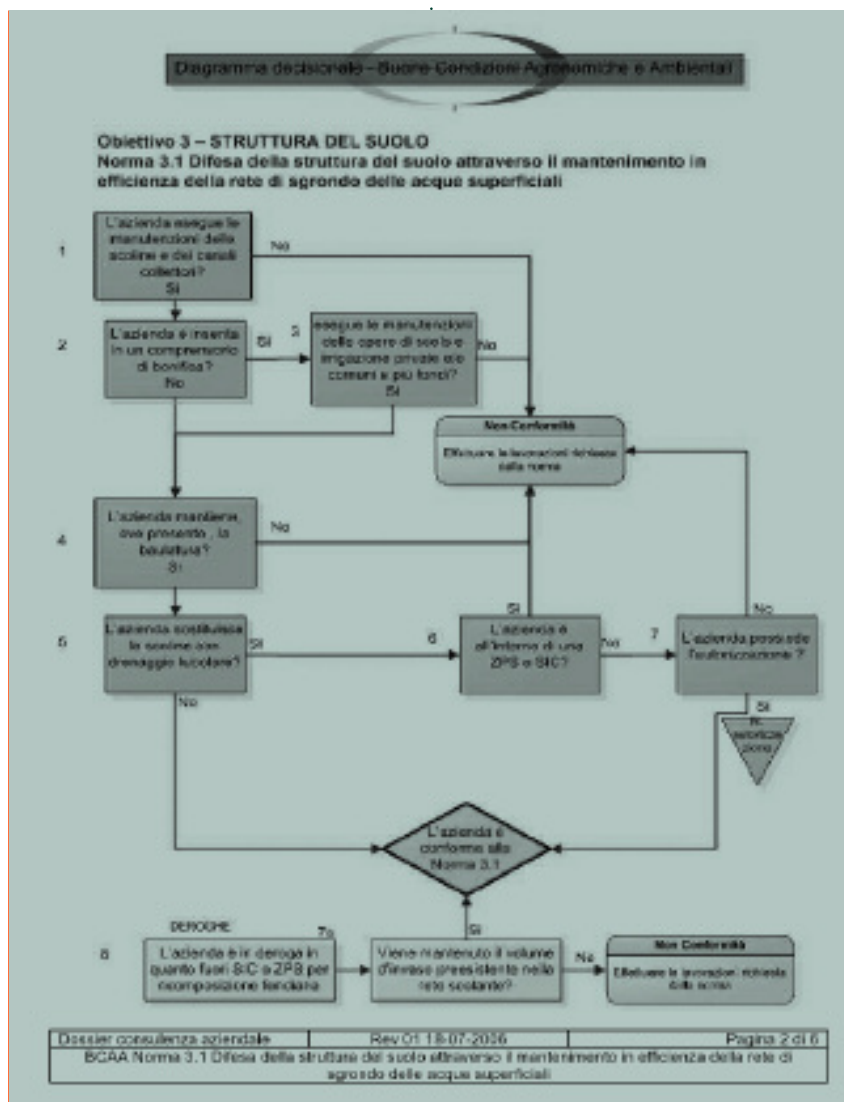 Diagramma decisionale - Buone Condizioni Agronomiche e Ambientali
Obiettivo 3 – STRUTTURA DEL SUOLO
Norma 3.1 Difesa della struttura del suolo attraverso il mantenimento in
efficienza della rete di sgrondo delle acque superficiali
1
L'azienda esegue le
manutenzioni delle
scoline e dei canali
collettori?
Si
No
2
L'azienda è inserita
in un comprensorio
di bonifica?
No
Si
3
esegue le manutenzioni
delle opere di scolo e
irrigazione private e/o
comuni a più fondi?
Si
No
Non Conformità
Effettuare le lavorazioni richieste
dalla norma
4
L'azienda mantiene,
ove presente, la
baulatura?
Si
No
5
L'azienda sostituisce
le scoline con
drenaggio tubolare?
Si
No
6
L'azienda è
all'interno di una
ZPS o SIC?
Si
No
7
L'azienda possiede
l'autorizzazione ?
No
Si
autorizza
zione
L'azienda è
conforme alla
Norma 3.1
DEROGHE
8
7a
L'azienda è in deroga in
quanto fuori SIC o ZPS per
ricomposizione fondiaria
Si
Viene mantenuto il volume
d'invaso preesistente nella
rete scolante?
No
Non Conformità
Effettuare le lavorazioni richieste
dalla norma
Dossier consulenza aziendale Rev 01 18-07-2006 Pagina 2 di 6
BCAA Norma 3.1 Difesa della struttura del suolo attraverso il mantenimento in efficienza della rete di
sgrondo delle acque superficiali